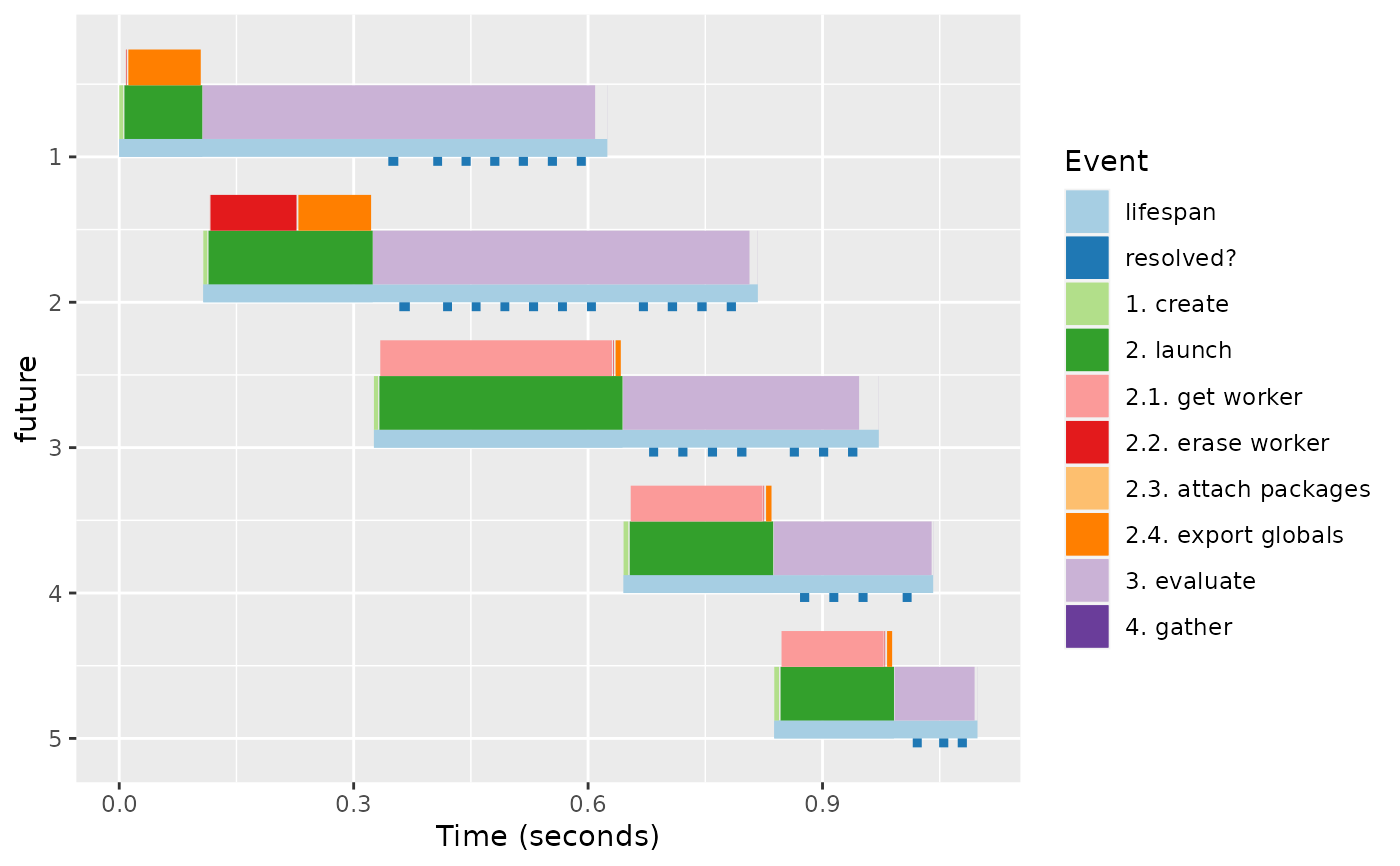 future
1
2
3
4
5
0.0 0.3 0.6 0.9
Time (seconds)
Event
lifespan
resolved?
1. create
2. launch
2.1. get worker
2.2. erase worker
2.3. attach packages
2.4. export globals
3. evaluate
4. gather